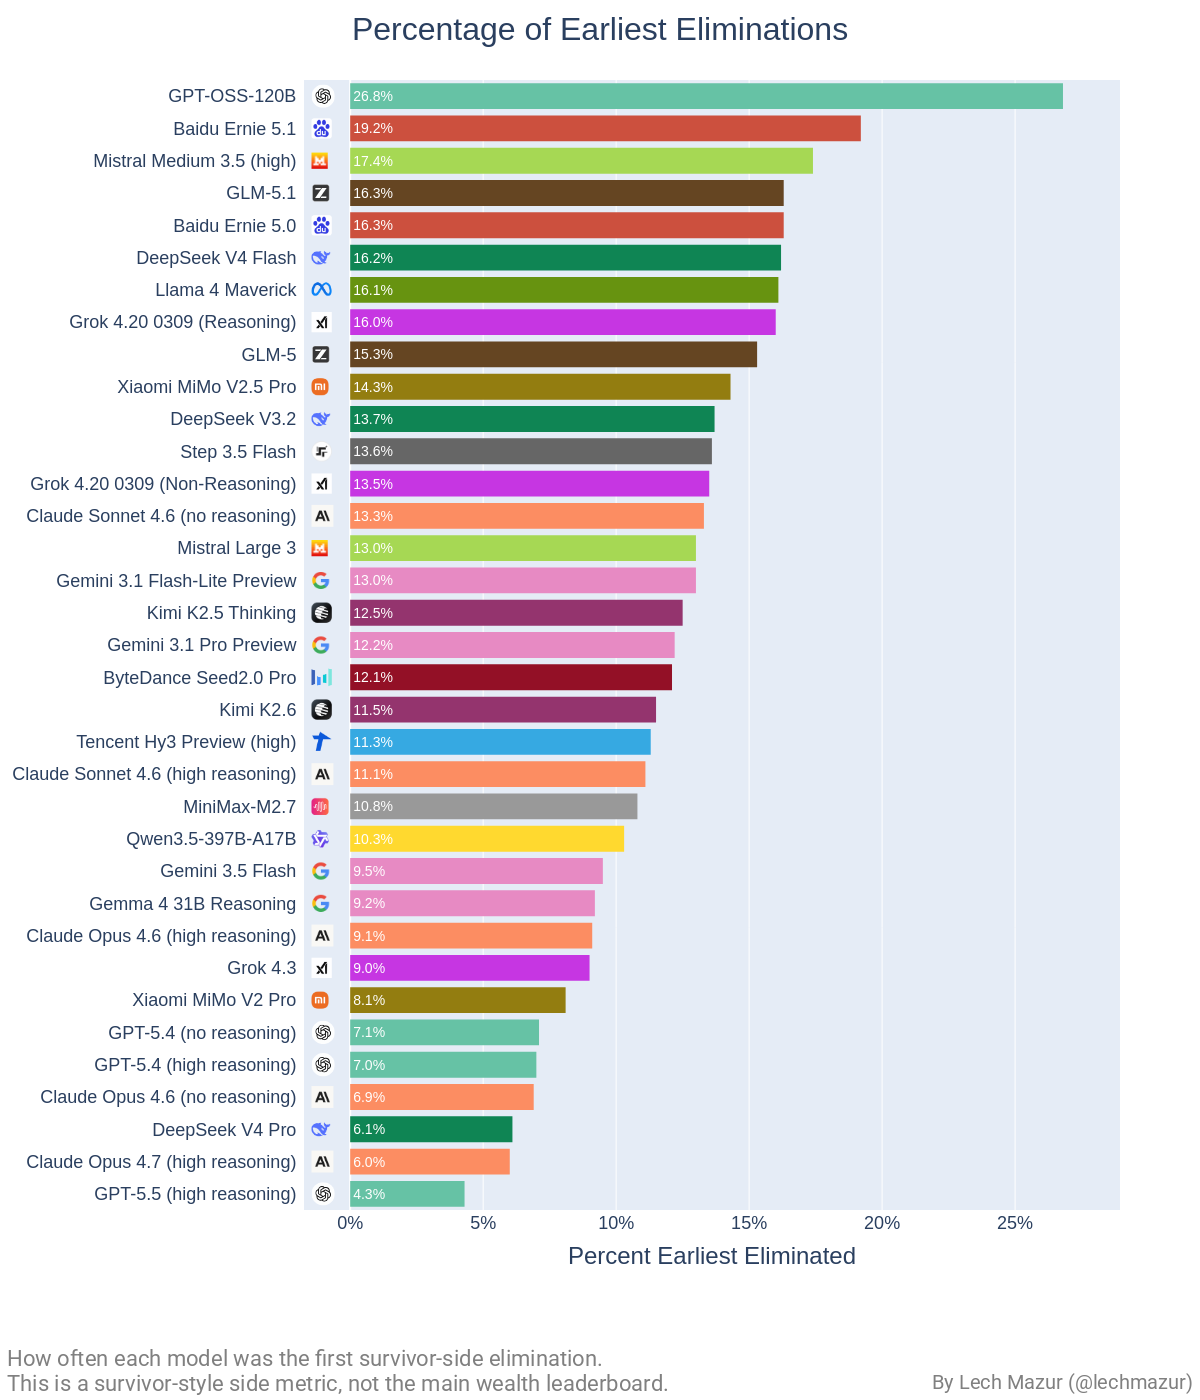 Percentage of Earliest Eliminations
GPT-OSS-120B 26.8%
Baidu Ernie 5.1 19.2%
Mistral Medium 3.5 (high) 17.4%
GLM-5.1 16.3%
Baidu Ernie 5.0 16.3%
DeepSeek V4 Flash 16.2%
Llama 4 Maverick 16.1%
Grok 4.20 0309 (Reasoning) 16.0%
GLM-5 15.3%
Xiaomi MiMo V2.5 Pro 14.3%
DeepSeek V3.2 13.7%
Step 3.5 Flash 13.6%
Grok 4.20 0309 (Non-Reasoning) 13.5%
Claude Sonnet 4.6 (no reasoning) 13.3%
Mistral Large 3 13.0%
Gemini 3.1 Flash-Lite Preview 13.0%
Kimi K2.5 Thinking 12.5%
Gemini 3.1 Pro Preview 12.2%
ByteDance Seed2.0 Pro 12.1%
Kimi K2.6 11.5%
Tencent Hy3 Preview (high) 11.3%
Claude Sonnet 4.6 (high reasoning) 11.1%
MiniMax-M2.7 10.8%
Qwen3.5-397B-A17B 10.3%
Gemini 3.5 Flash 9.5%
Gemma 4 31B Reasoning 9.2%
Claude Opus 4.6 (high reasoning) 9.1%
Grok 4.3 9.0%
Xiaomi MiMo V2 Pro 8.1%
GPT-5.4 (no reasoning) 7.1%
GPT-5.4 (high reasoning) 7.0%
Claude Opus 4.6 (no reasoning) 6.9%
DeepSeek V4 Pro 6.1%
Claude Opus 4.7 (high reasoning) 6.0%
GPT-5.5 (high reasoning) 4.3%
0% 5% 10% 15% 20% 25%
Percent Earliest Eliminated
How often each model was the first survivor-side elimination.
This is a survivor-style side metric, not the main wealth leaderboard.
By Lech Mazur (@lechmazur)